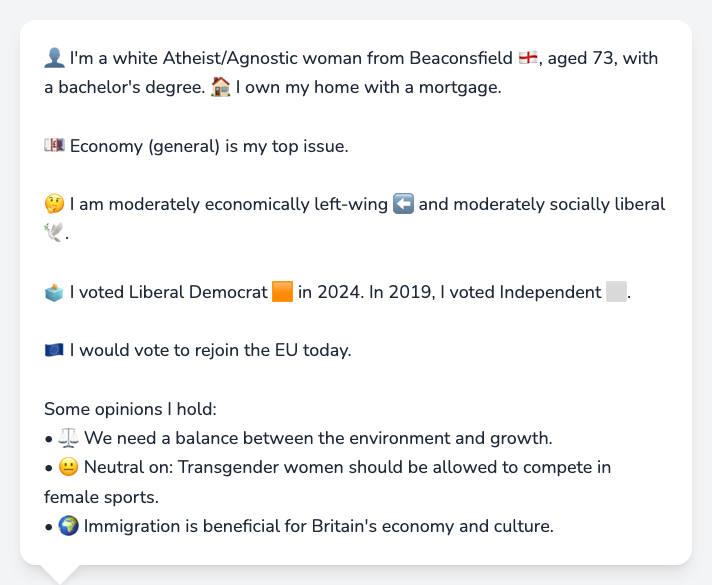 👤 I'm a white Atheist/Agnostic woman from Beaconsfield 🏴󠁧󠁢󠁥󠁮󠁧󠁿, aged 73, with
a bachelor's degree. 🏠 I own my home with a mortgage.
💷 Economy (general) is my top issue.
🤔 I am moderately economically left-wing ⬅️ and moderately socially liberal
🕊️.
🗳️ I voted Liberal Democrat 🟧 in 2024. In 2019, I voted Independent ⬜.
🇪🇺 I would vote to rejoin the EU today.
Some opinions I hold:
• ⚖️ We need a balance between the environment and growth.
• 😐 Neutral on: Transgender women should be allowed to compete in
female sports.
• 🌍 Immigration is beneficial for Britain's economy and culture.